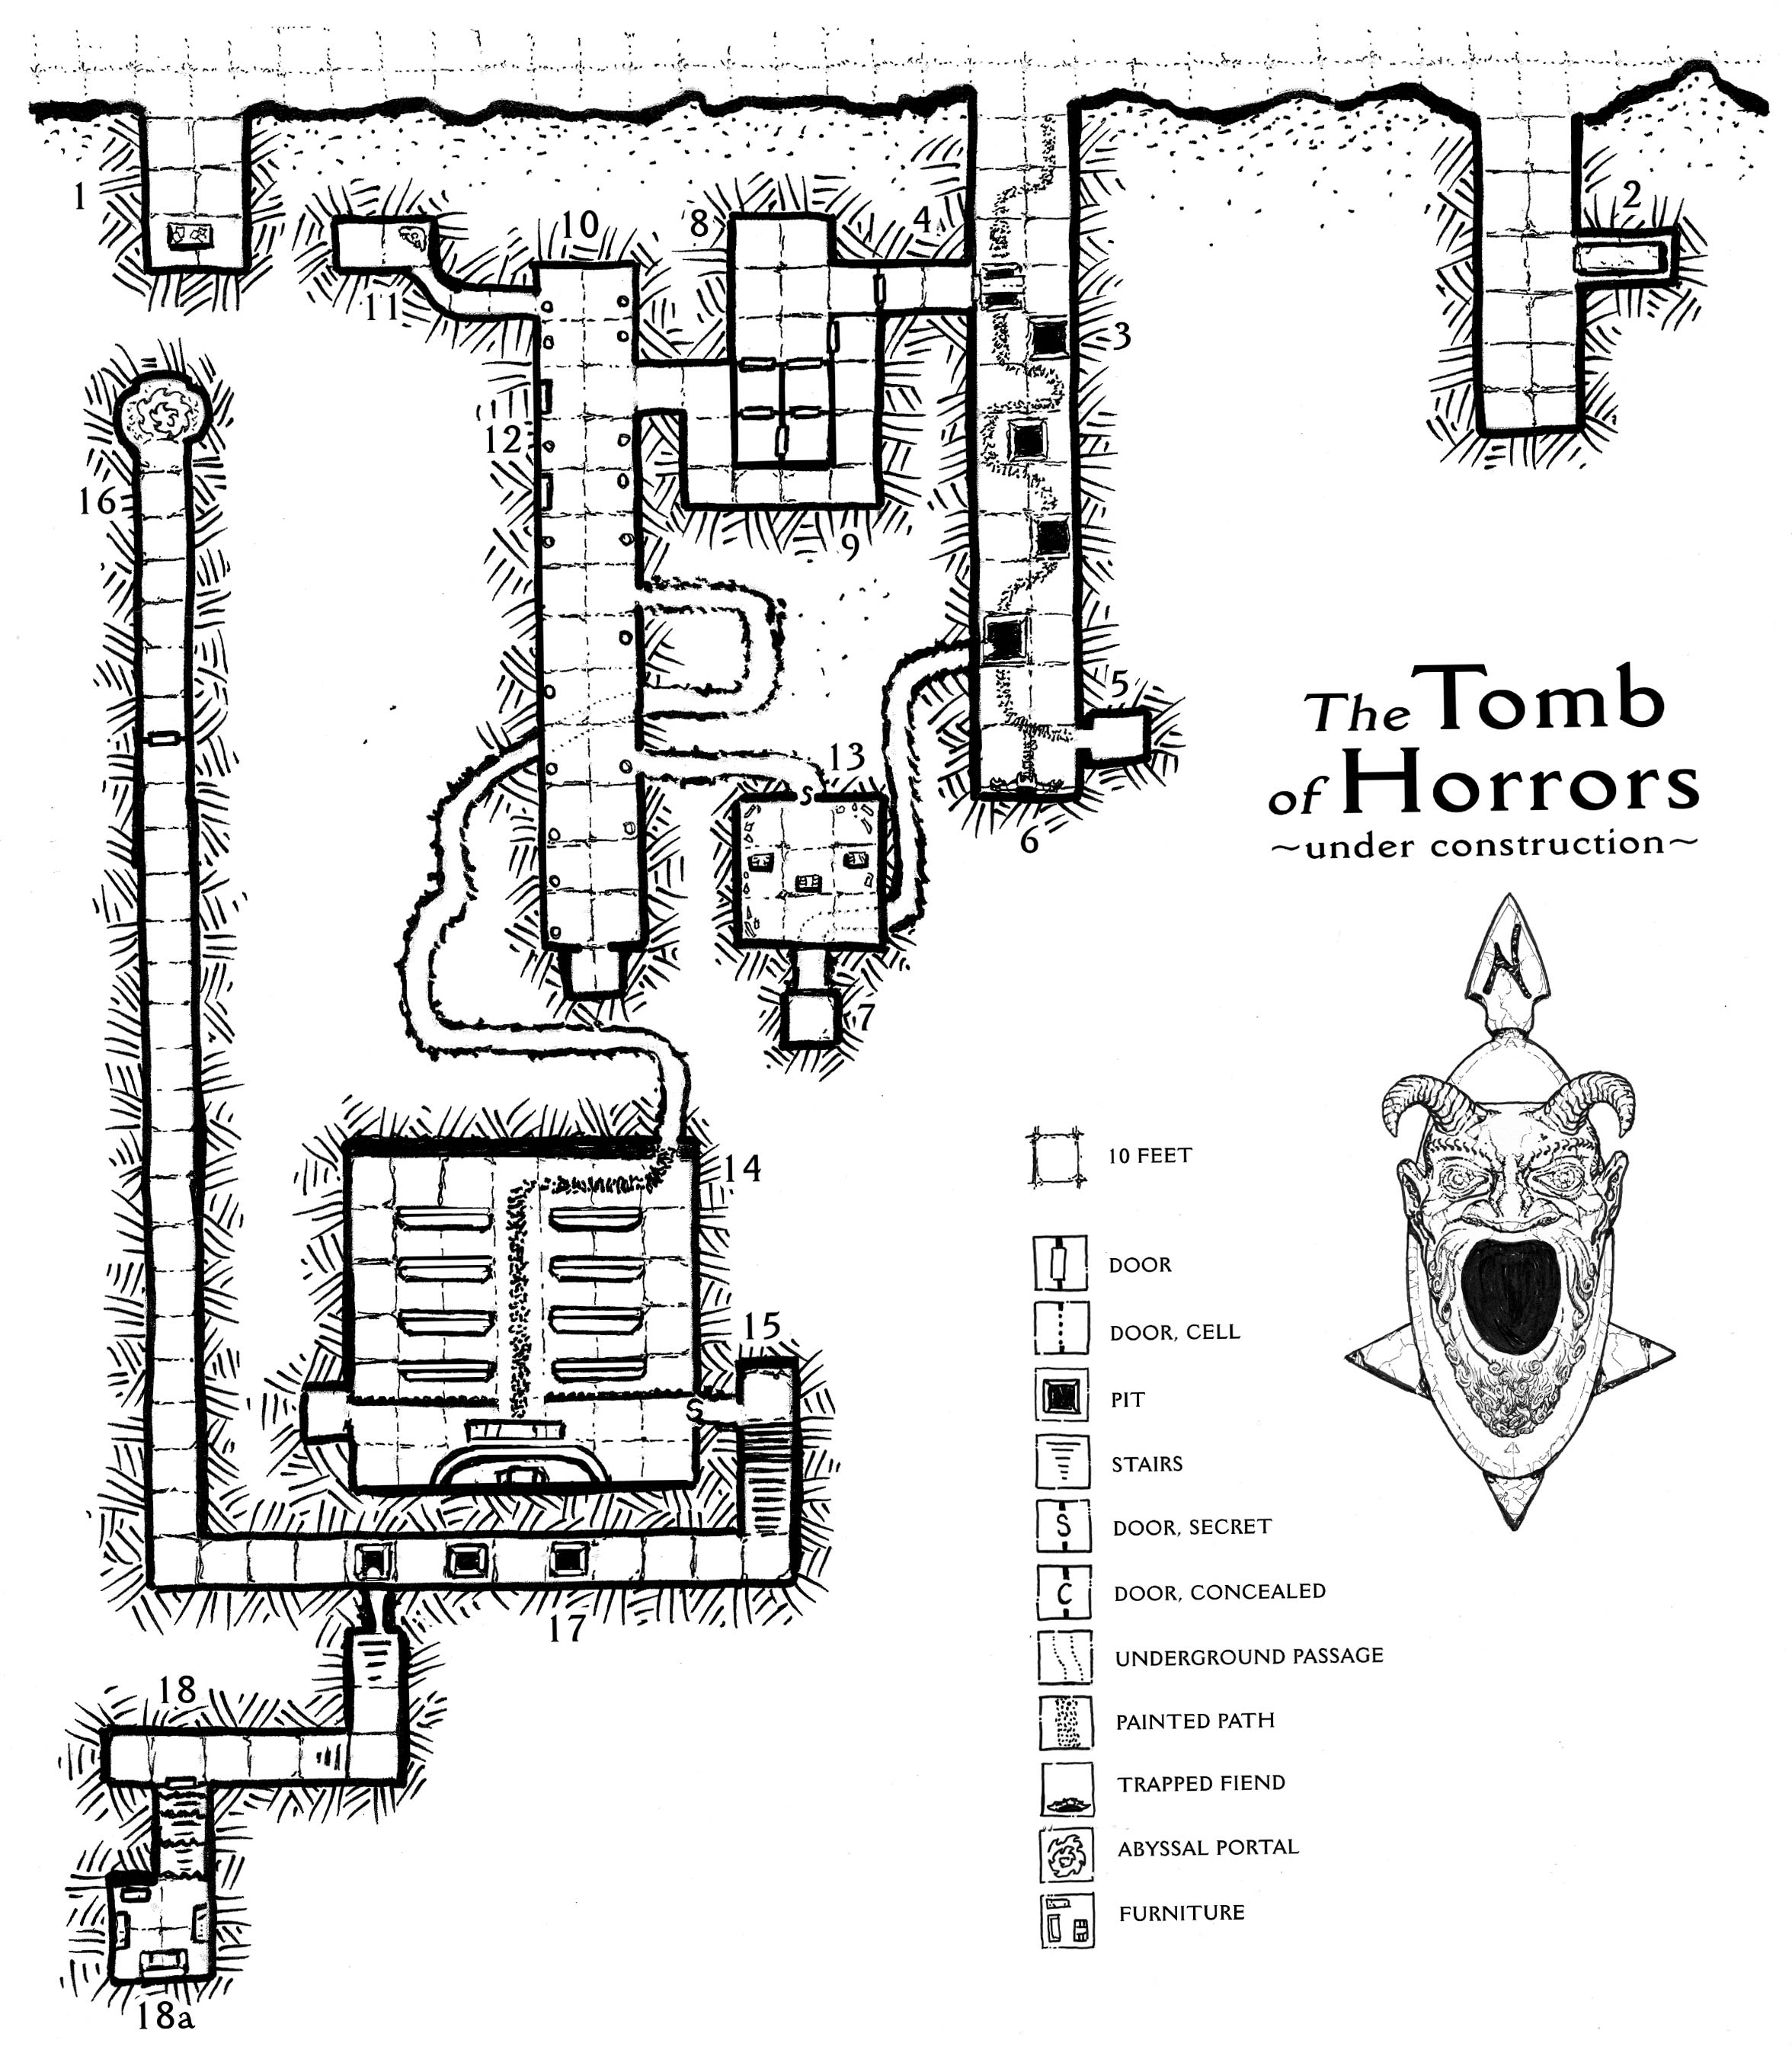 1
2
10
8
4
11
3
12
16
9
5
The Tomb
of Horrors
~under construction~
13
S
6
N
7
14
10 FEET
DOOR
15
DOOR, CELL
PIT
S
STAIRS
S
DOOR, SECRET
C
DOOR, CONCEALED
17
UNDERGROUND PASSAGE
18
PAINTED PATH
TRAPPED FIEND
ABYSSAL PORTAL
FURNITURE
18a